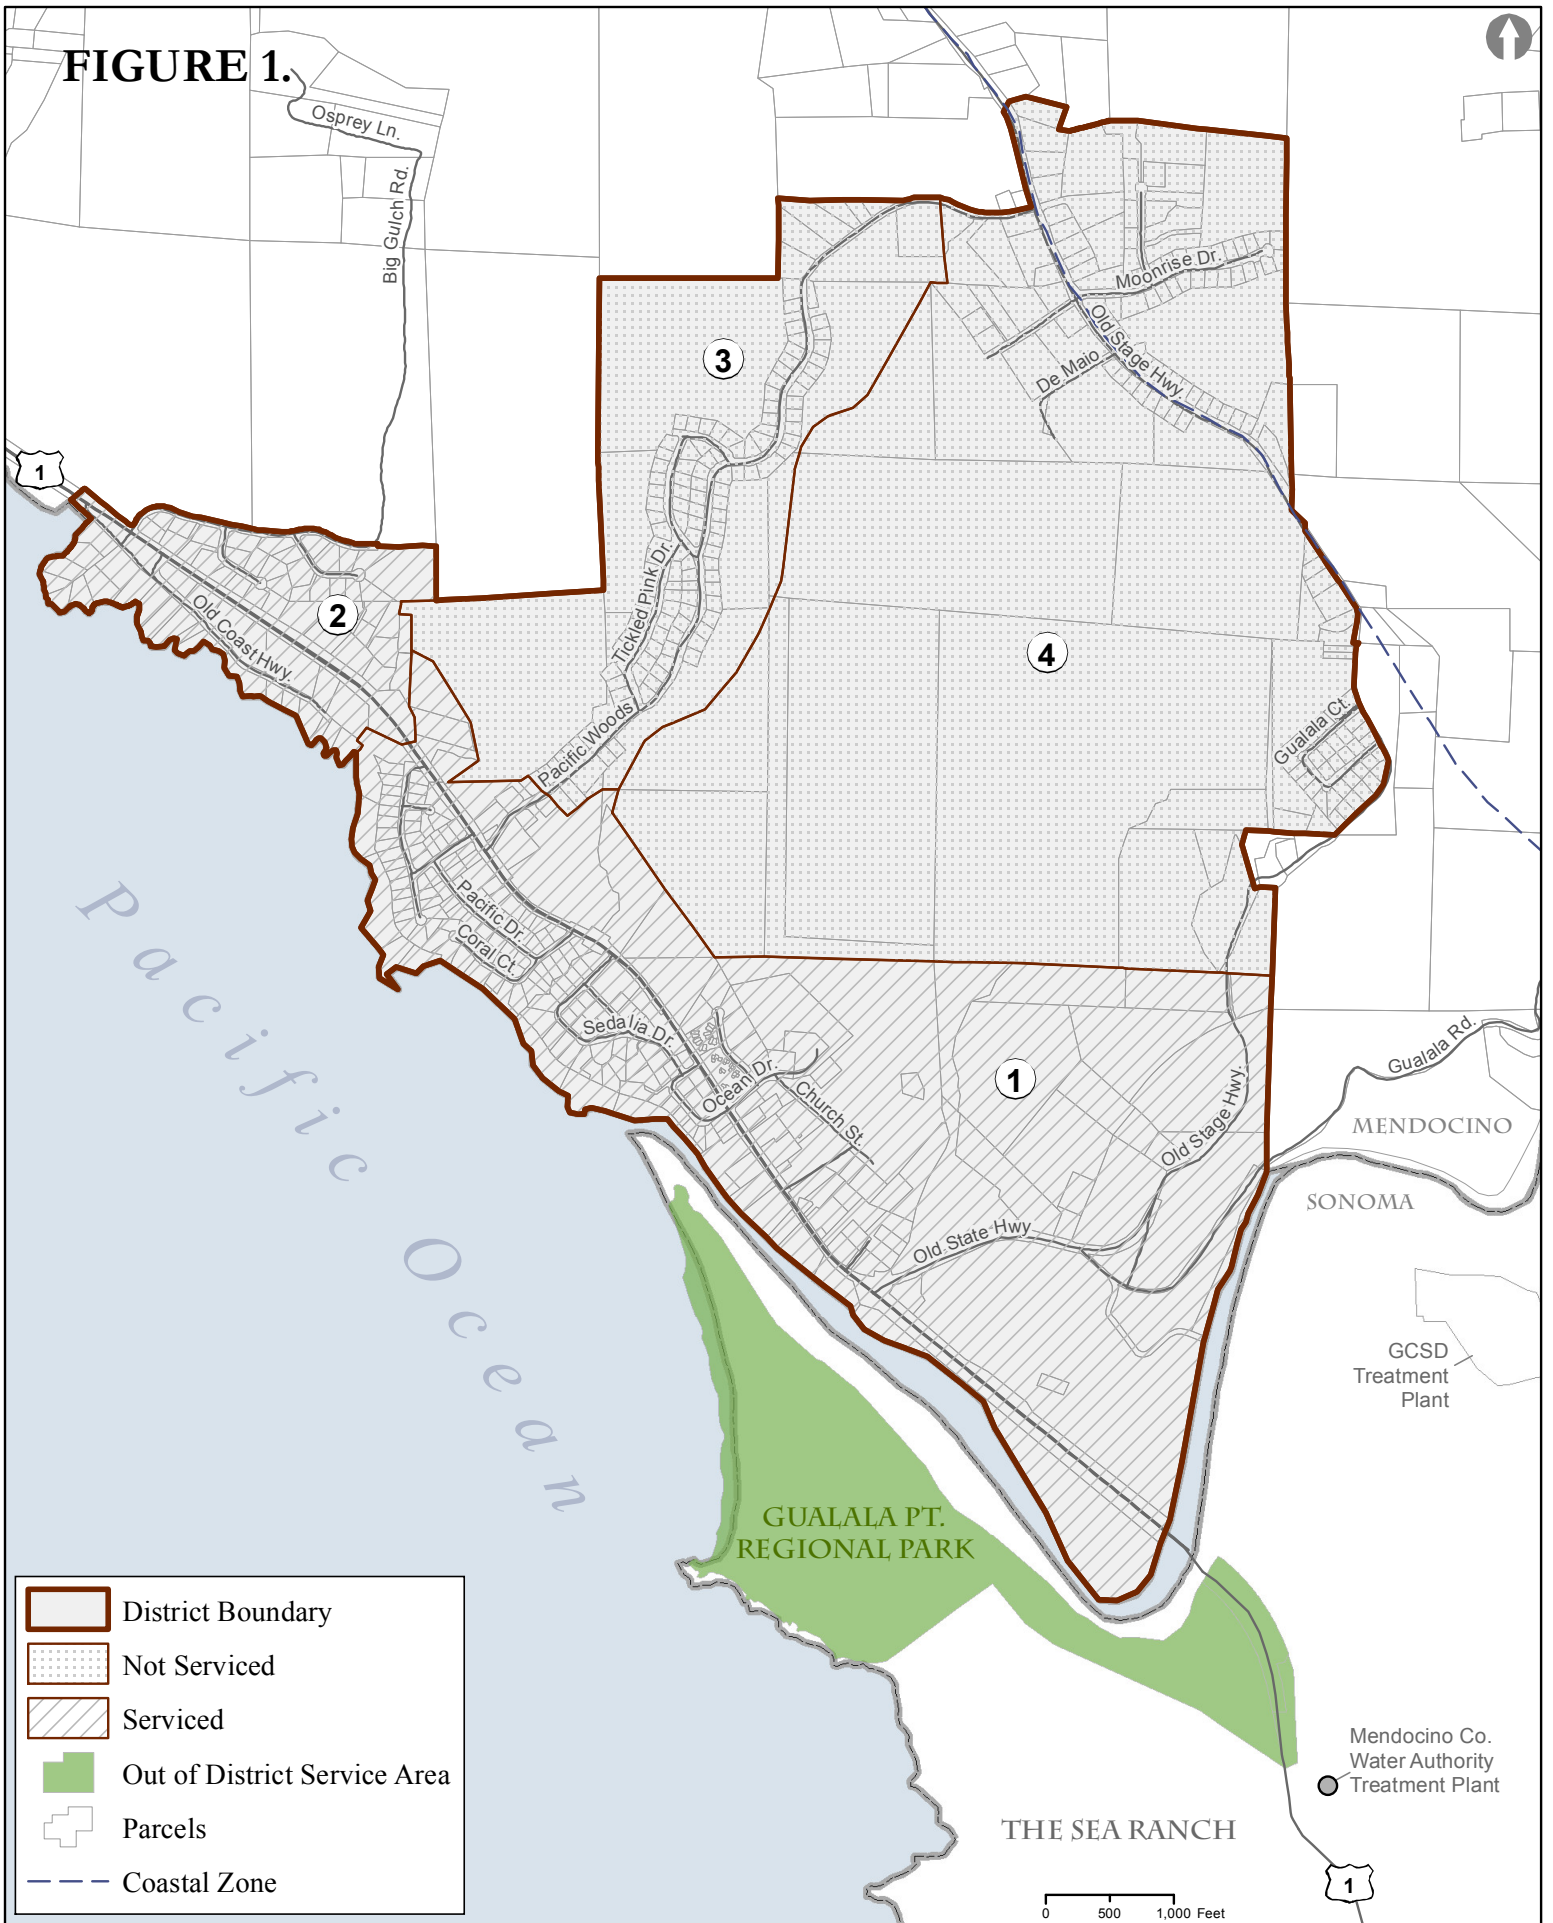 FIGURE 1.
Osprey Ln.
Big Gulch Rd.
Moonrise Dr.
Old Stage Hwy.
De Maio
3
1
2
Old Coast Hwy.
Tickled Pink Dr.
4
Pacific Woods
Gualala Ct.
Pacific Dr.
Coral Ct.
Pacific Ocean
Sedalia Dr.
Ocean Dr.
Church St.
1
Old Stage Hwy.
Gualala Rd.
MENDOCINO
SONOMA
Old State Hwy
GCSD
Treatment
Plant
GUALALA PT.
REGIONAL PARK
District Boundary
Not Serviced
Serviced
Out of District Service Area
Parcels
Coastal Zone
Mendocino Co.
Water Authority
Treatment Plant
THE SEA RANCH
1
0 500 1,000 Feet